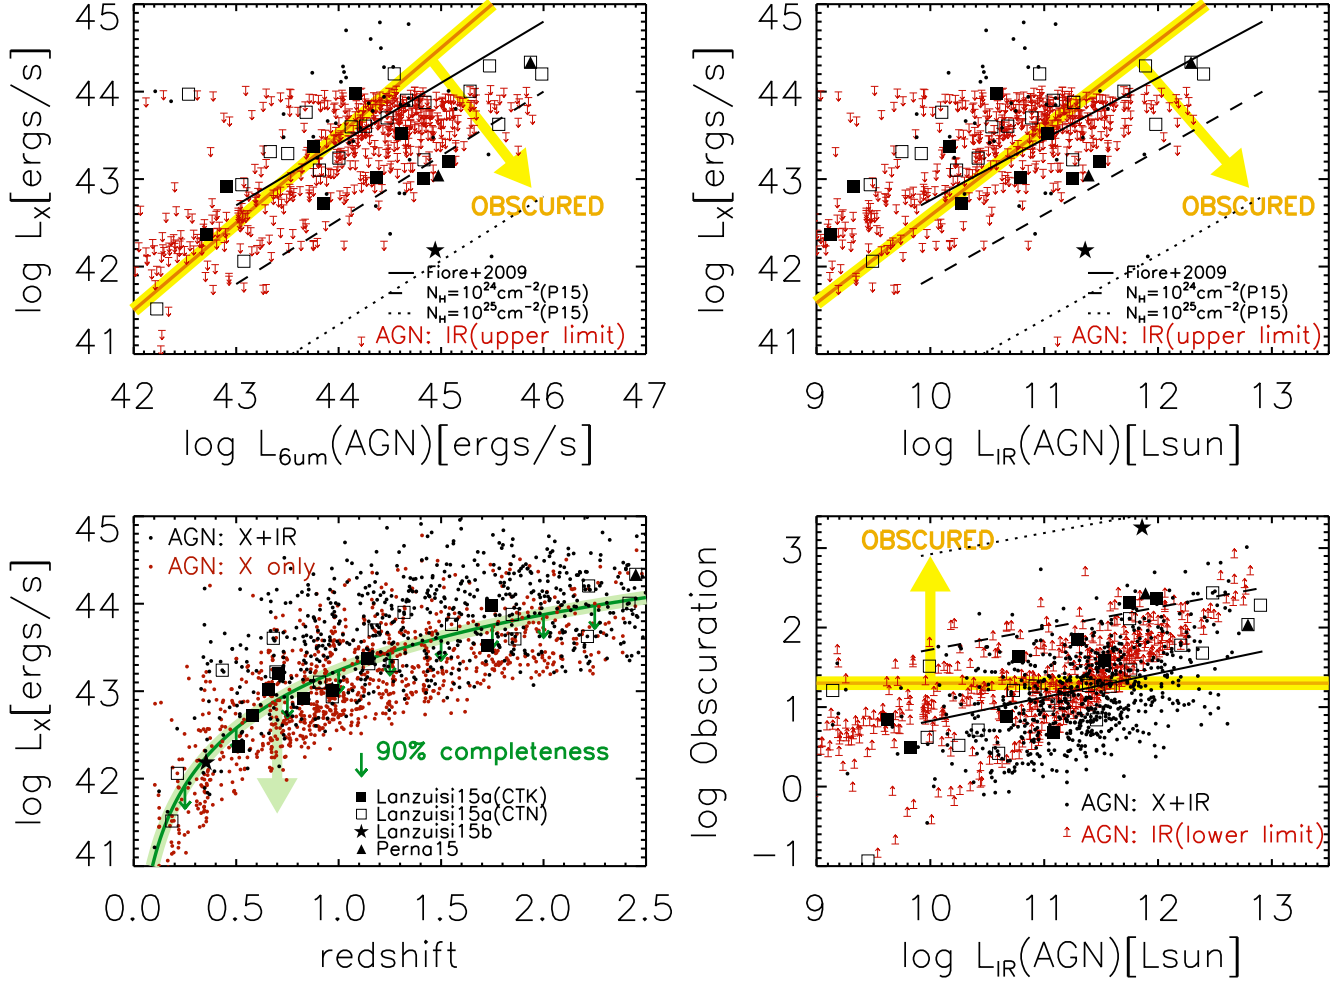 45
44
43
42
41
log Lx[ergs/s]
OBSCURED
Fiore+2009
N_H=10^24cm^-2(P15)
N_H=10^25cm^-2(P15)
AGN: IR(upper limit)
42 43 44 45 46 47
log L_6um(AGN)[ergs/s]
45
44
43
42
41
log Lx[ergs/s]
OBSCURED
Fiore+2009
N_H=10^24cm^-2(P15)
N_H=10^25cm^-2(P15)
AGN: IR(upper limit)
9 10 11 12 13
log L_IR(AGN)[Lsun]
45
44
43
42
41
log Lx[ergs/s]
AGN: X+IR
AGN: X only
90% completeness
Lanzuisi15a(CTK)
Lanzuisi15a(CTN)
Lanzuisi15b
Perna15
0.0 0.5 1.0 1.5 2.0 2.5
redshift
3
2
1
0
-1
log Obscuration
OBSCURED
AGN: X+IR
AGN: IR(lower limit)
9 10 11 12 13
log L_IR(AGN)[Lsun]